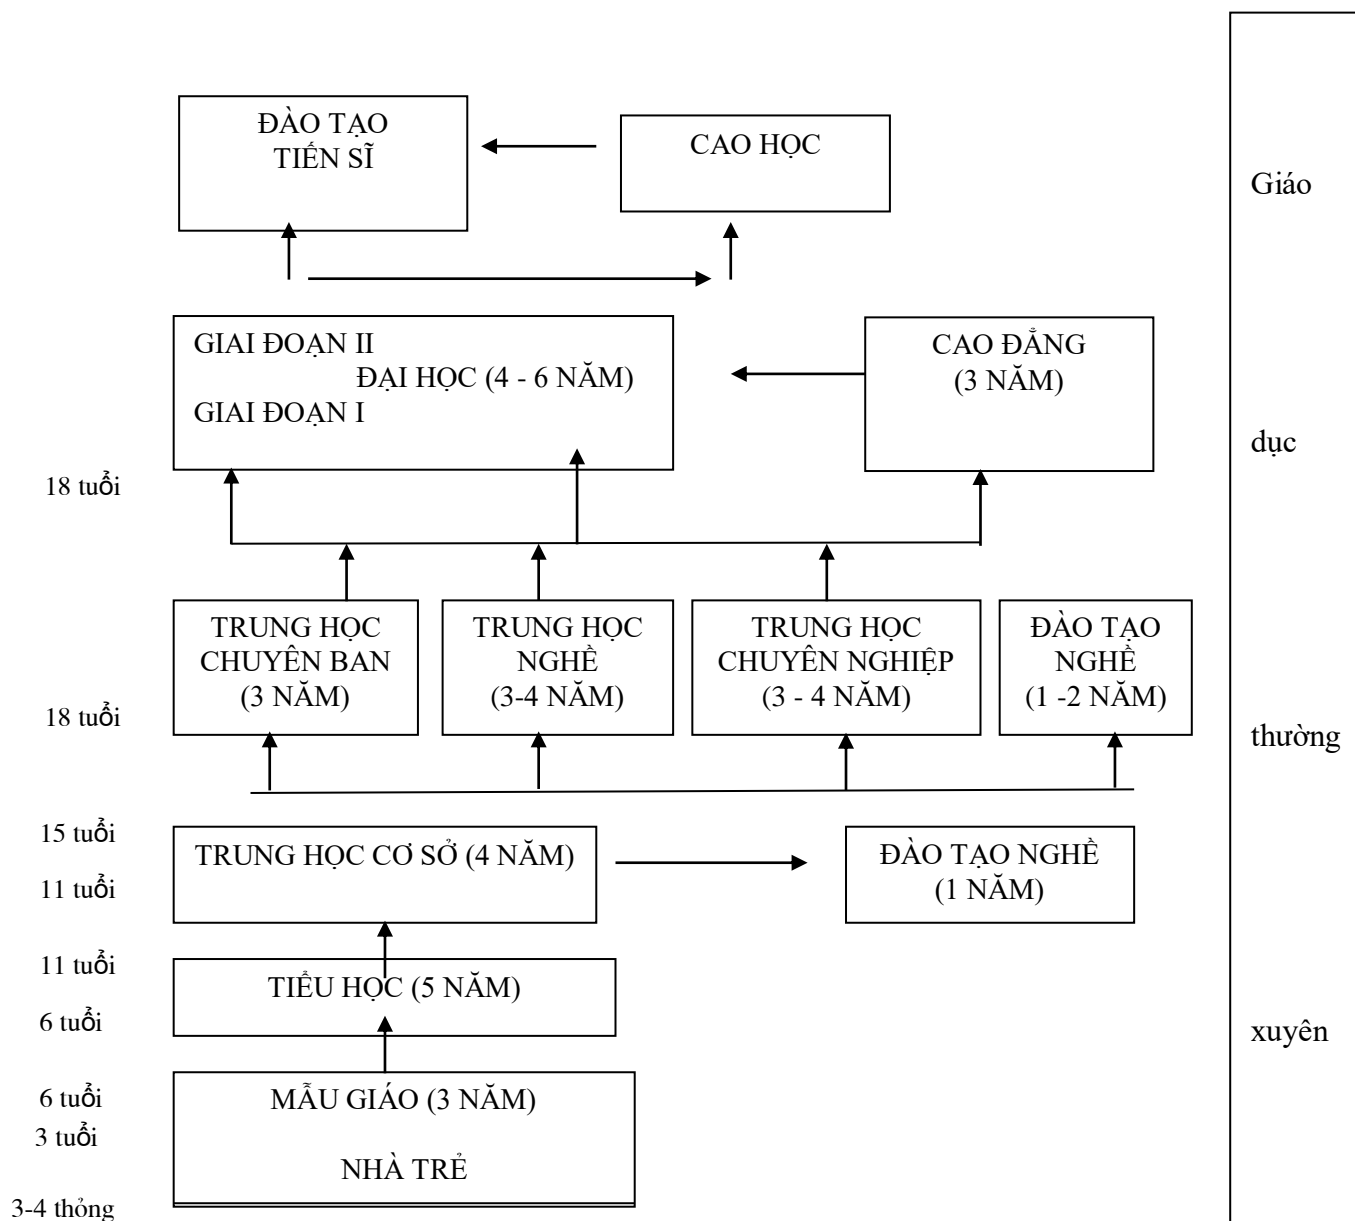 ĐÀO TẠO
TIẾN SĨ
CAO HỌC
Giáo
GIAI ĐOẠN II
ĐẠI HỌC (4 - 6 NĂM)
GIAI ĐOẠN I
CAO ĐẲNG
(3 NĂM)
dục
18 tuổi
TRUNG HỌC
CHUYÊN BAN
(3 NĂM)
TRUNG HỌC
NGHỀ
(3-4 NĂM)
TRUNG HỌC
CHUYÊN NGHIỆP
(3 - 4 NĂM)
ĐÀO TẠO
NGHỀ
(1 -2 NĂM)
18 tuổi
thường
15 tuổi
TRUNG HỌC CƠ SỞ (4 NĂM)
ĐÀO TẠO NGHỀ
(1 NĂM)
11 tuổi
11 tuổi
TIỂU HỌC (5 NĂM)
6 tuổi
xuyên
6 tuổi
MẪU GIÁO (3 NĂM)
3 tuổi
NHÀ TRẺ
3-4 thỏng